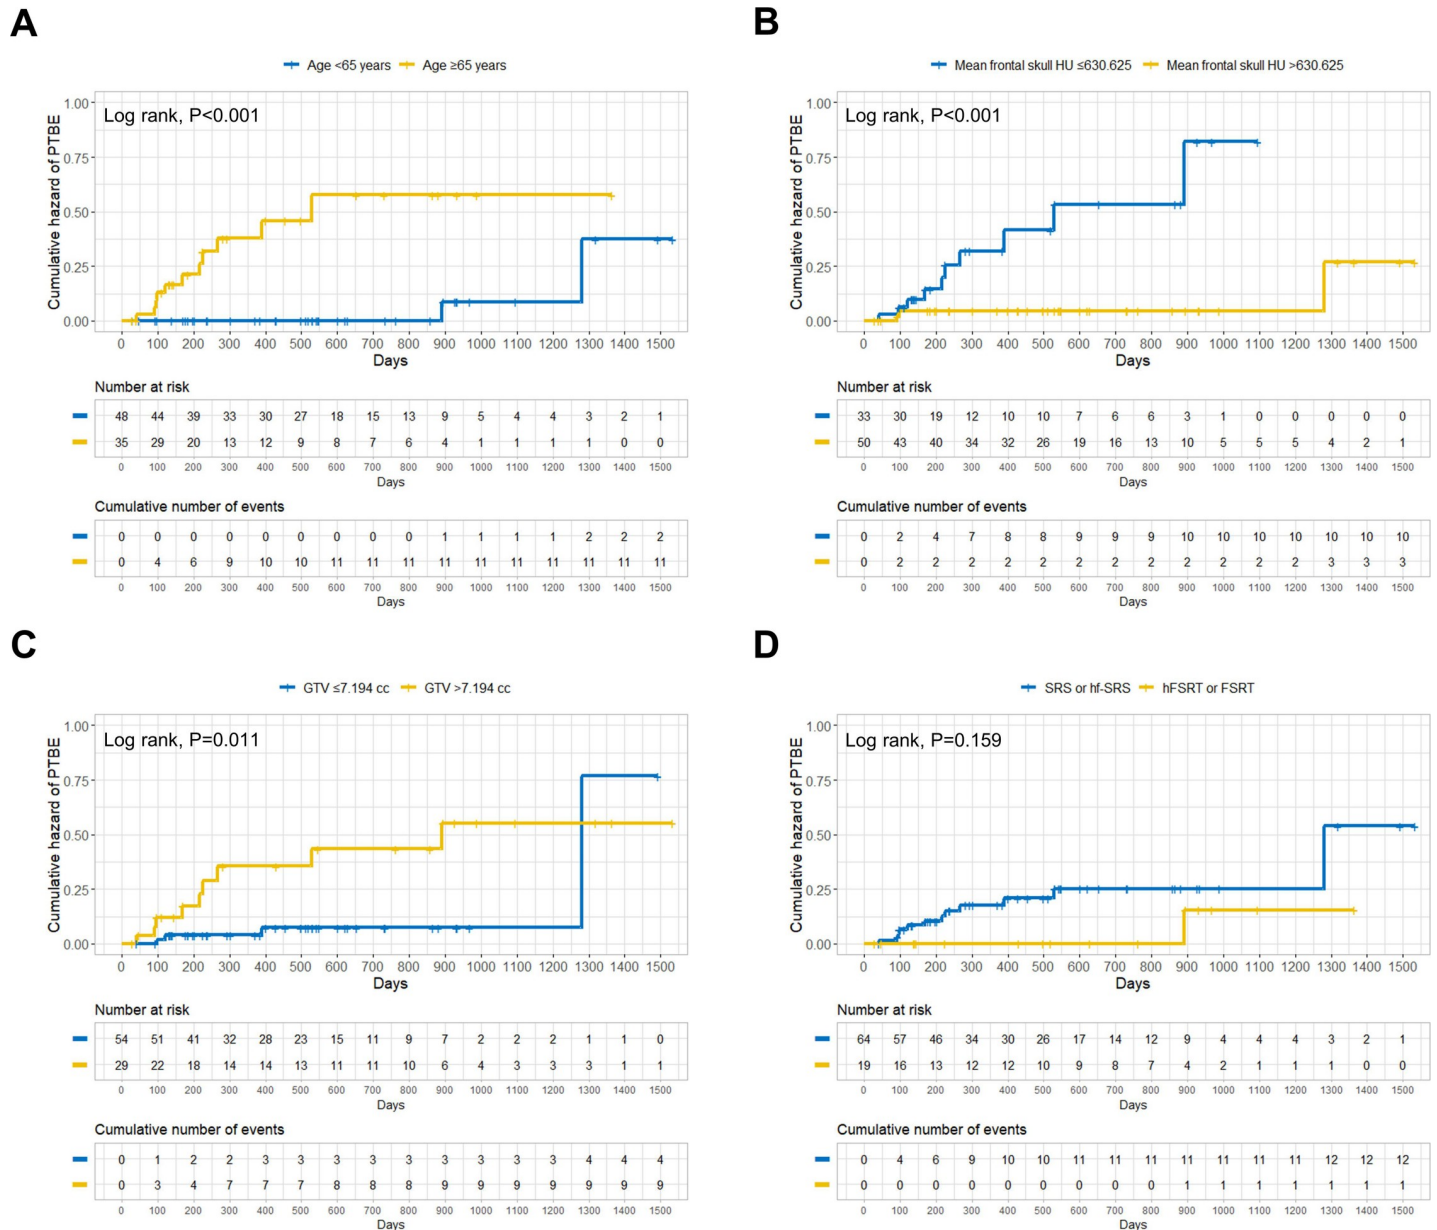 A
Age <65 years Age ≥65 years
Log rank, P<0.001
Cumulative hazard of PTBE
1.00
0.75
0.50
0.25
0.00
0 100 200 300 400 500 600 700 800 900 1000 1100 1200 1300 1400 1500
Days
Number at risk
48 44 39 33 30 27 18 15 13 9 5 4 4 3 2 1
35 29 20 13 12 9 8 7 6 4 1 1 1 1 0 0
0 100 200 300 400 500 600 700 800 900 1000 1100 1200 1300 1400 1500
Days
Cumulative number of events
0 0 0 0 0 0 0 0 0 1 1 1 1 2 2 2
0 4 6 9 10 10 11 11 11 11 11 11 11 11 11 11
0 100 200 300 400 500 600 700 800 900 1000 1100 1200 1300 1400 1500
Days
B
Mean frontal skull HU ≤630.625 Mean frontal skull HU >630.625
Log rank, P<0.001
Cumulative hazard of PTBE
1.00
0.75
0.50
0.25
0.00
0 100 200 300 400 500 600 700 800 900 1000 1100 1200 1300 1400 1500
Days
Number at risk
33 30 19 12 10 10 7 6 6 3 1 0 0 0 0 0
50 43 40 34 32 26 19 16 13 10 5 5 5 4 2 1
0 100 200 300 400 500 600 700 800 900 1000 1100 1200 1300 1400 1500
Days
Cumulative number of events
0 2 4 7 8 8 9 9 9 10 10 10 10 10 10 10
0 2 2 2 2 2 2 2 2 2 2 2 2 3 3 3
0 100 200 300 400 500 600 700 800 900 1000 1100 1200 1300 1400 1500
Days
C
GTV ≤7.194 cc GTV >7.194 cc
Log rank, P=0.011
Cumulative hazard of PTBE
1.00
0.75
0.50
0.25
0.00
0 100 200 300 400 500 600 700 800 900 1000 1100 1200 1300 1400 1500
Days
Number at risk
54 51 41 32 28 23 15 11 9 7 2 2 2 1 1 0
29 22 18 14 14 13 11 11 10 6 4 3 3 3 1 1
0 100 200 300 400 500 600 700 800 900 1000 1100 1200 1300 1400 1500
Days
Cumulative number of events
0 1 2 2 3 3 3 3 3 3 3 3 3 4 4 4
0 3 4 7 7 7 8 8 8 9 9 9 9 9 9 9
0 100 200 300 400 500 600 700 800 900 1000 1100 1200 1300 1400 1500
Days
D
SRS or hf-SRS hFSRT or FSRT
Log rank, P=0.159
Cumulative hazard of PTBE
1.00
0.75
0.50
0.25
0.00
0 100 200 300 400 500 600 700 800 900 1000 1100 1200 1300 1400 1500
Days
Number at risk
64 57 46 34 30 26 17 14 12 9 4 4 4 3 2 1
19 16 13 12 12 10 9 8 7 4 2 1 1 1 0 0
0 100 200 300 400 500 600 700 800 900 1000 1100 1200 1300 1400 1500
Days
Cumulative number of events
0 4 6 9 10 10 11 11 11 11 11 11 11 12 12 12
0 0 0 0 0 0 0 0 0 1 1 1 1 1 1 1
0 100 200 300 400 500 600 700 800 900 1000 1100 1200 1300 1400 1500
Days